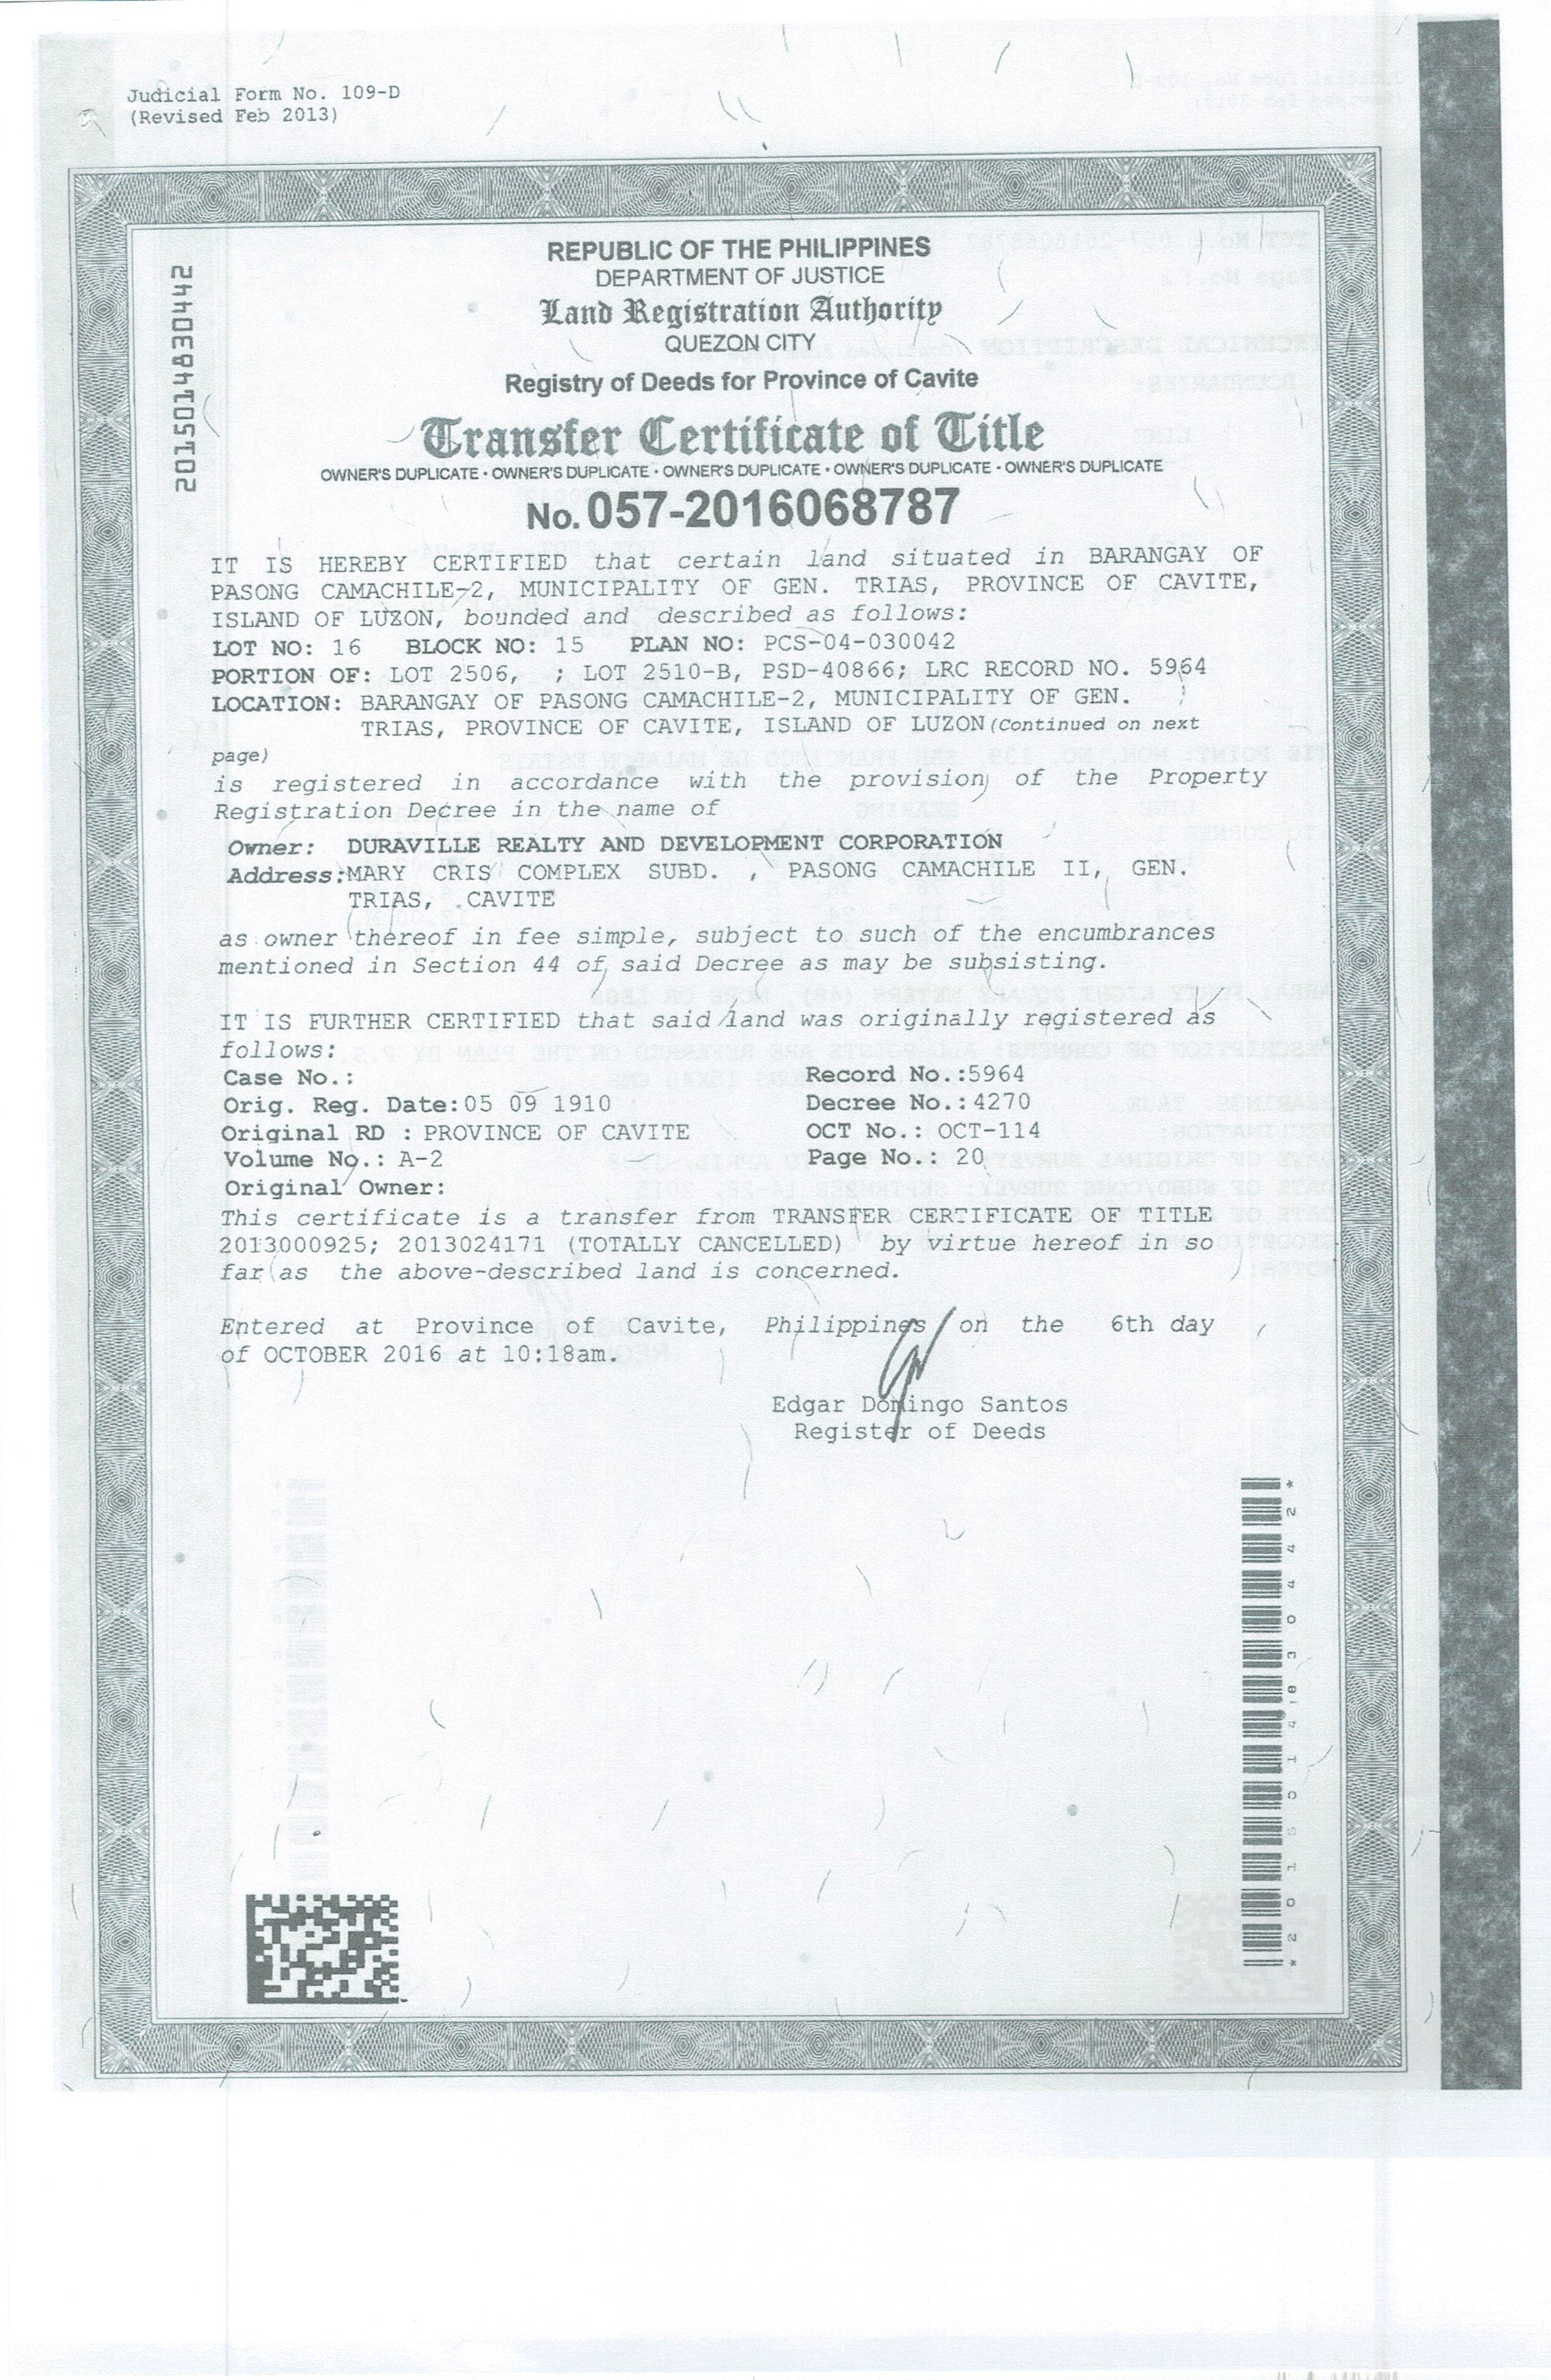 Judicial Form No. 109-D
(Revised Feb 2013)
2015014830442
REPUBLIC OF THE PHILIPPINES
DEPARTMENT OF JUSTICE
Land Registration Authority
QUEZON CITY
Registry of Deeds for Province of Cavite
Transfer Certificate of Title
OWNER'S DUPLICATE • OWNER'S DUPLICATE • OWNER'S DUPLICATE • OWNER'S DUPLICATE • OWNER'S DUPLICATE
No. 057-2016068787
IT IS HEREBY CERTIFIED that certain land situated in BARANGAY OF
PASONG CAMACHILE-2, MUNICIPALITY OF GEN. TRIAS, PROVINCE OF CAVITE,
ISLAND OF LUZON, bounded and described as follows:
LOT NO: 16 BLOCK NO: 15 PLAN NO: PCS-04-030042
PORTION OF: LOT 2506, ; LOT 2510-B, PSD-40866; LRC RECORD NO. 5964
LOCATION: BARANGAY OF PASONG CAMACHILE-2, MUNICIPALITY OF GEN.
TRIAS, PROVINCE OF CAVITE, ISLAND OF LUZON (Continued on next
page)
is registered in accordance with the provision of the Property
Registration Decree in the name of
Owner: DURAVILLE REALTY AND DEVELOPMENT CORPORATION
Address: MARY CRIS COMPLEX SUBD. , PASONG CAMACHILE II, GEN.
TRIAS, CAVITE
as owner thereof in fee simple, subject to such of the encumbrances
mentioned in Section 44 of said Decree as may be subsisting.
IT IS FURTHER CERTIFIED that said land was originally registered as
follows:
Case No.: Record No.:5964
Orig. Reg. Date:05 09 1910 Decree No.:4270
Original RD : PROVINCE OF CAVITE OCT No.: OCT-114
Volume No.: A-2 Page No.: 20
Original Owner:
This certificate is a transfer from TRANSFER CERTIFICATE OF TITLE
2013000925; 2013024171 (TOTALLY CANCELLED) by virtue hereof in so
far as the above-described land is concerned.
Entered at Province of Cavite, Philippines on the 6th day
of OCTOBER 2016 at 10:18am.
Edgar Domingo Santos
Register of Deeds
*2015014830442*